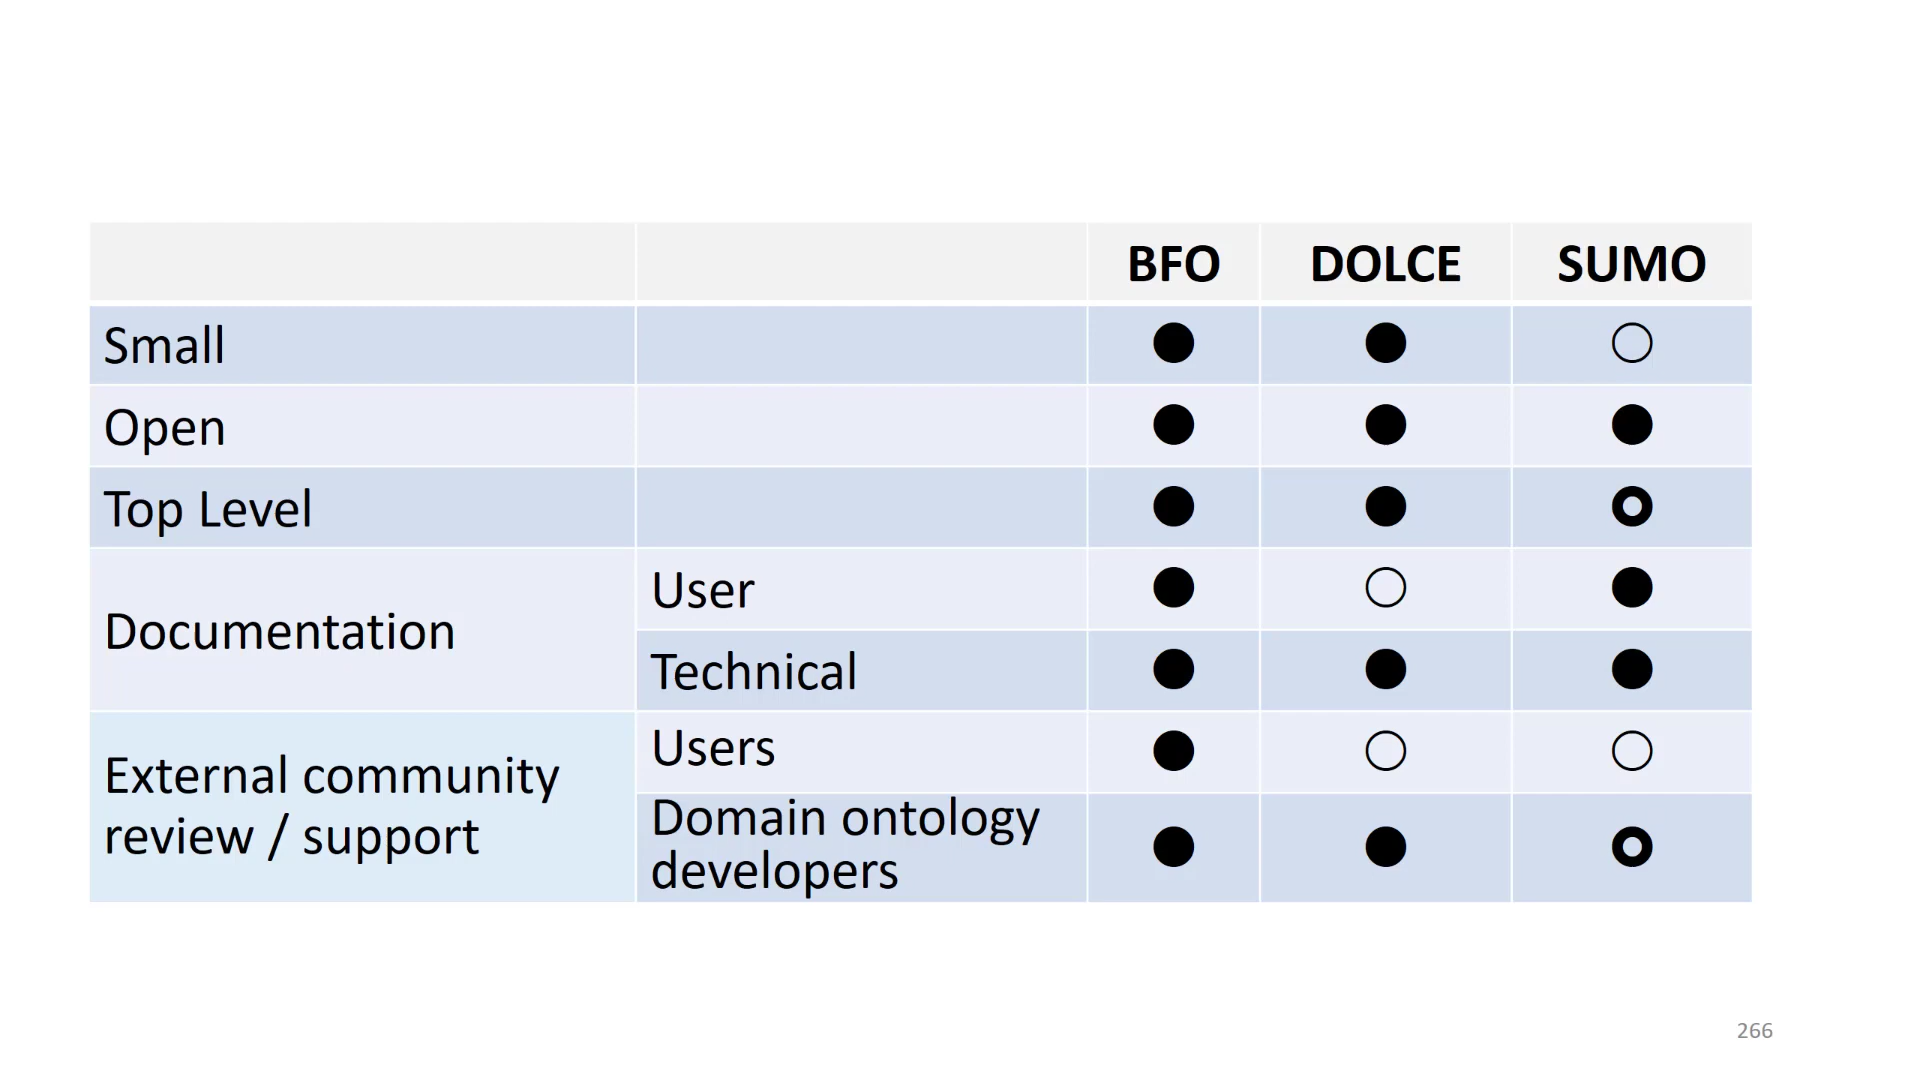 BFO DOLCE SUMO
Small ● ● ○
Open ● ● ●
Top Level ● ● ⭘
Documentation
User ● ○ ●
Technical ● ● ●
External community
review / support
Users ● ○ ○
Domain ontology
developers ● ● ⭘
266